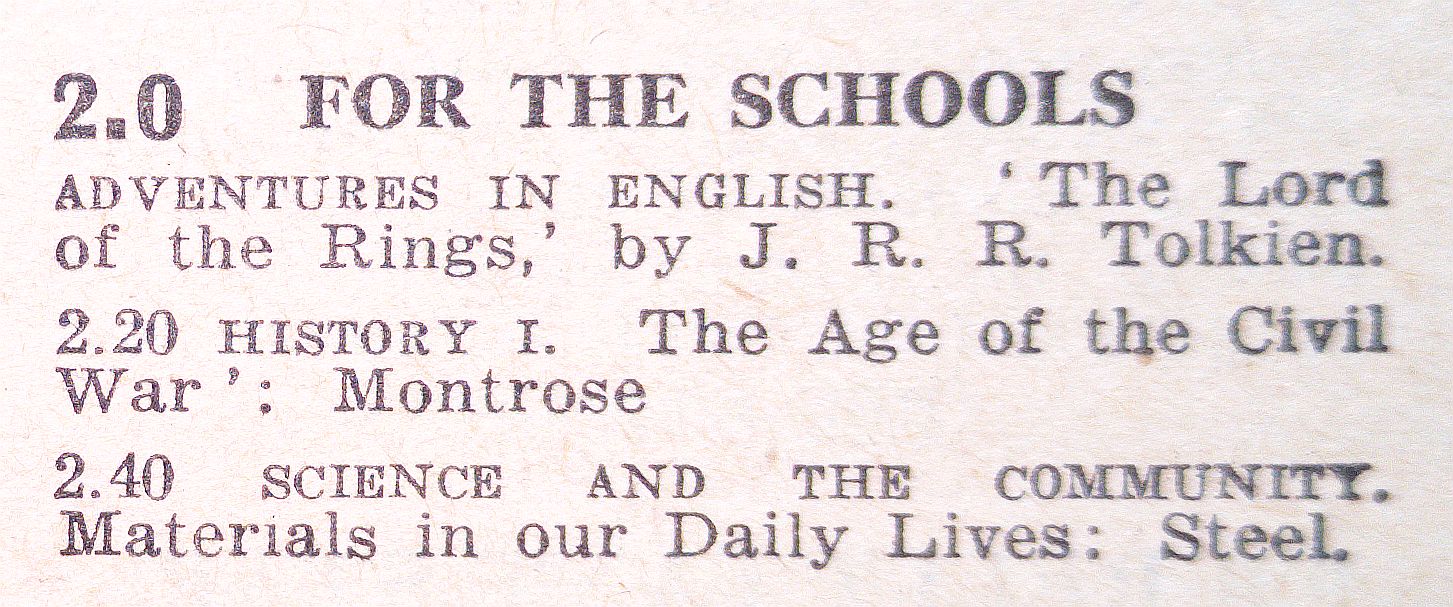 2.0 FOR THE SCHOOLS
ADVENTURES IN ENGLISH. ‘The Lord
of the Rings,’ by J. R. R. Tolkien.
2.20 HISTORY I. The Age of the Civil
War’: Montrose
2.40 SCIENCE AND THE COMMUNITY.
Materials in our Daily Lives: Steel.